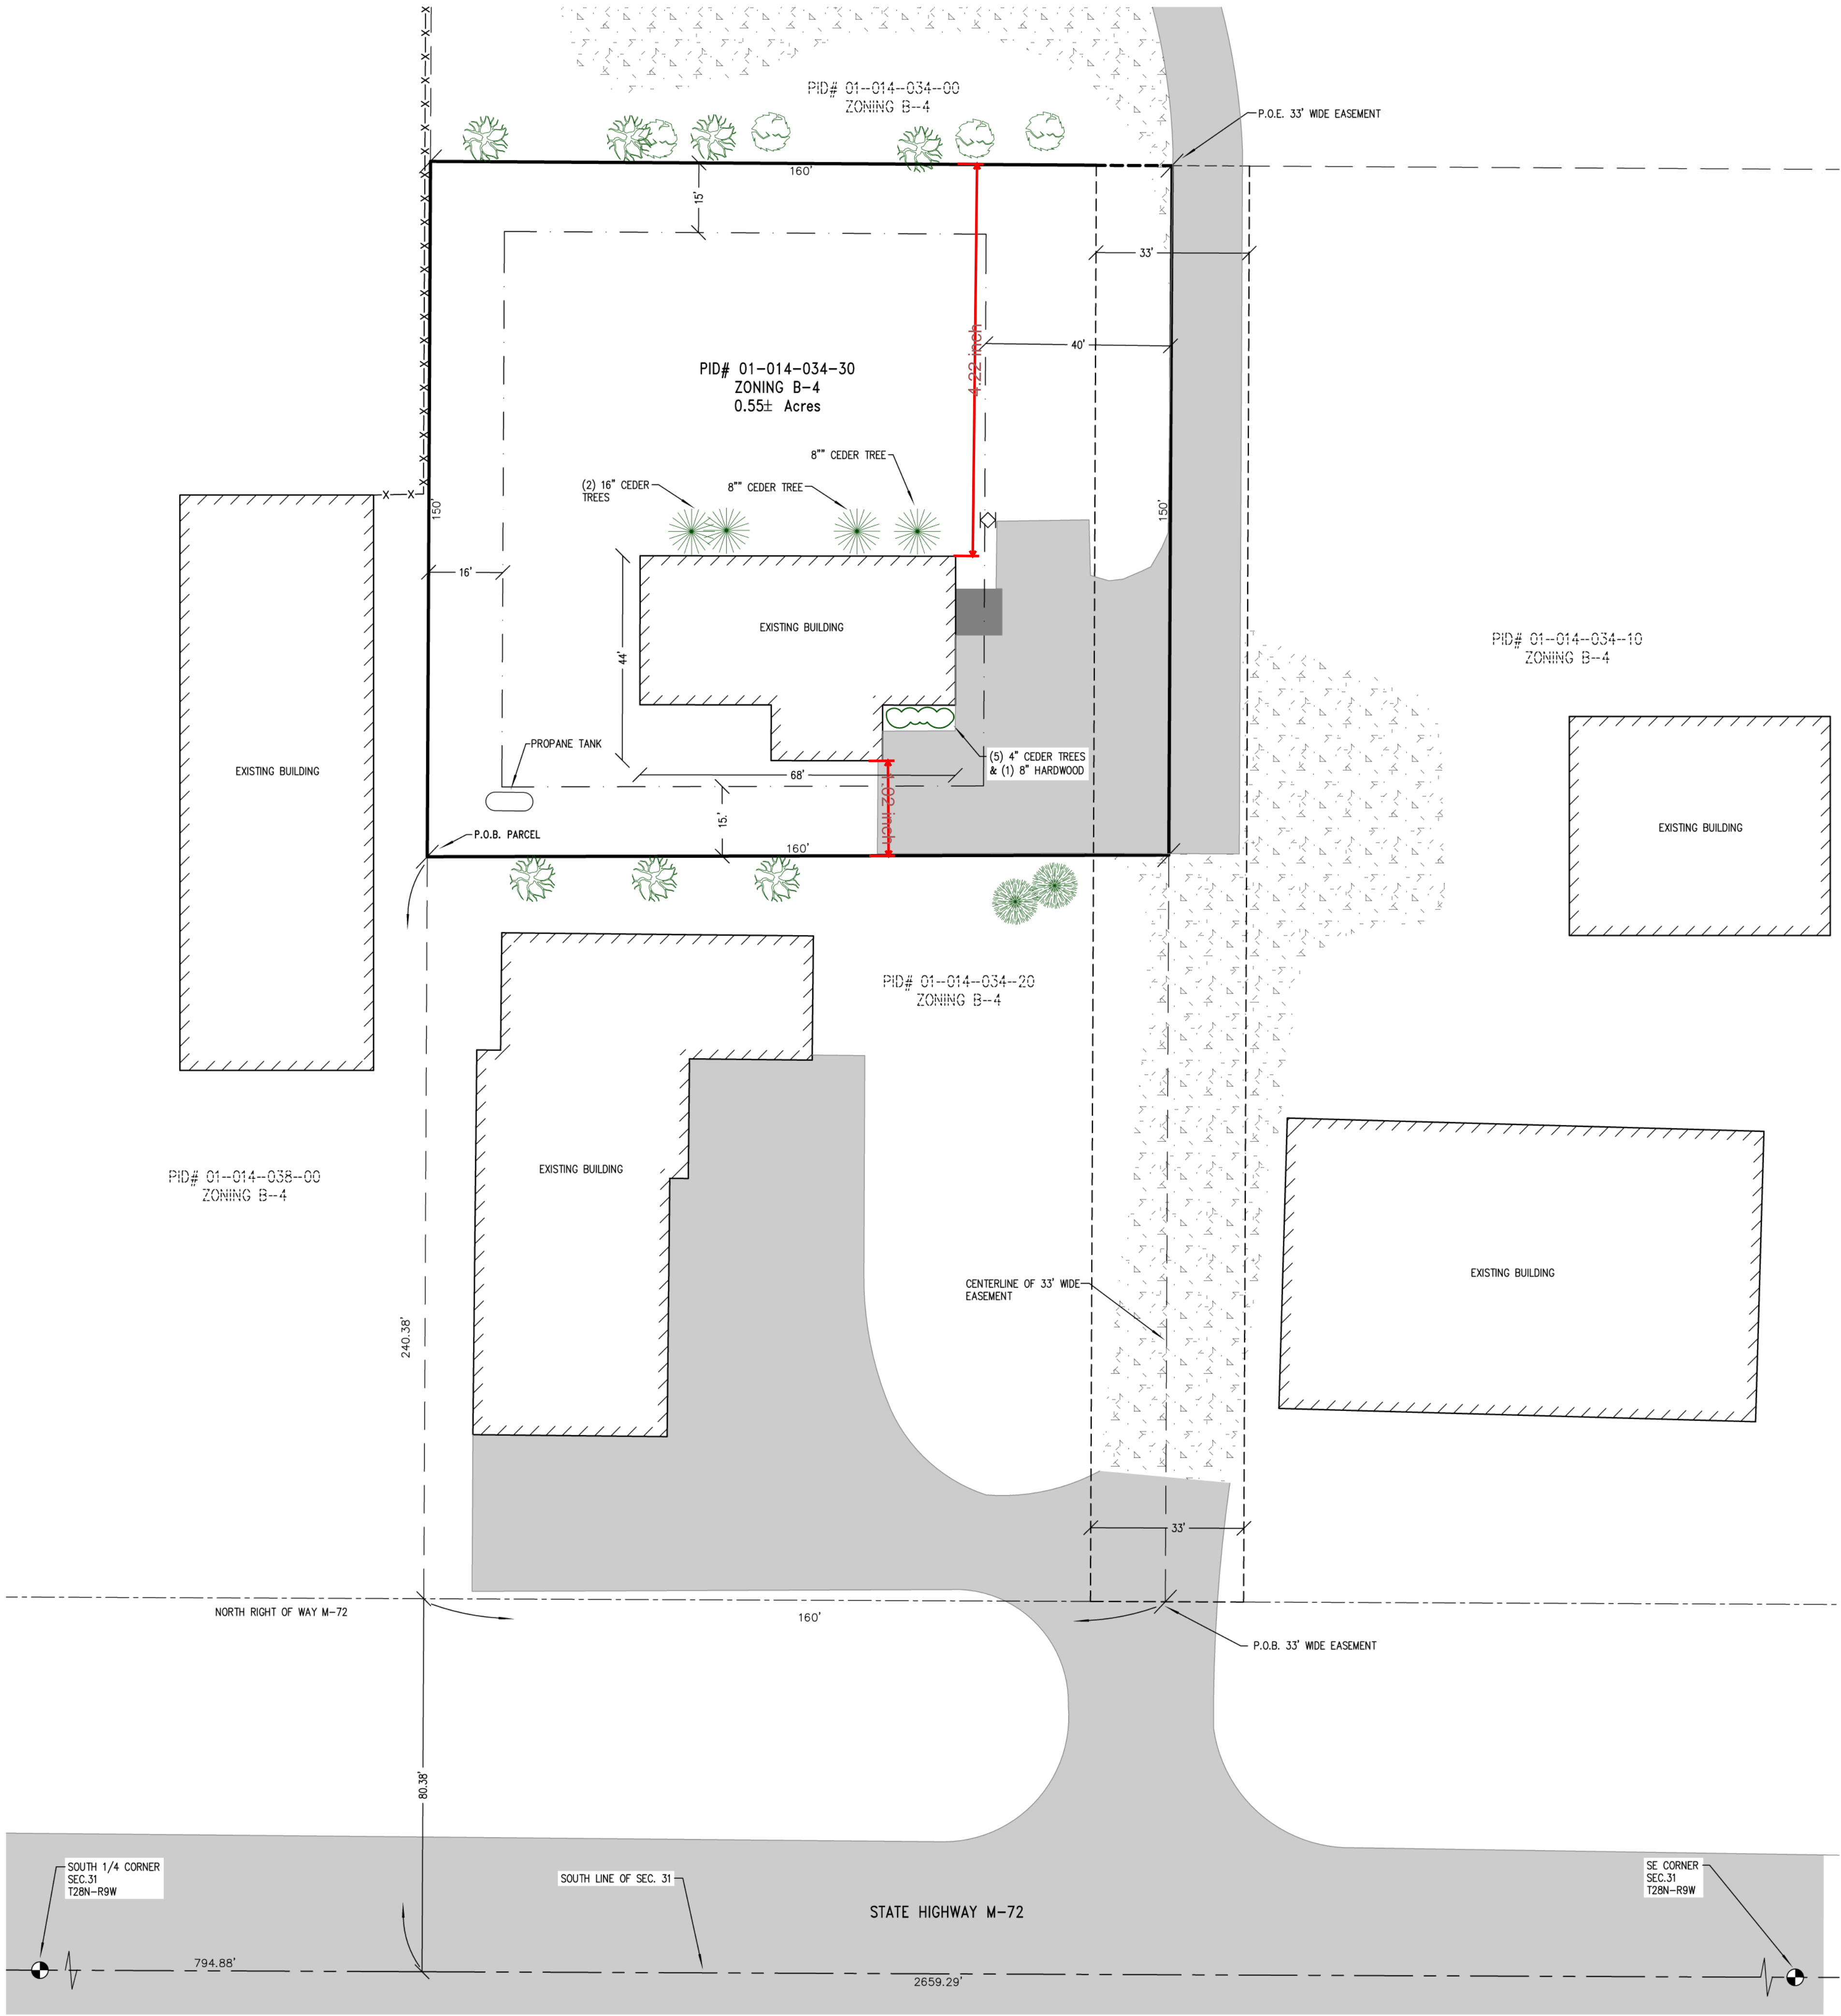 PID# 01-014-034-00
ZONING B-4
P.O.E. 33' WIDE EASEMENT
160'
15'
33'
40'
4.22 inch
PID# 01-014-034-30
ZONING B-4
0.55± Acres
8"" CEDER TREE
(2) 16" CEDER
TREES
8"" CEDER TREE
150'
150'
16'
EXISTING BUILDING
44'
PID# 01-014-034-10
ZONING B-4
PROPANE TANK
(5) 4" CEDER TREES
& (1) 8" HARDWOOD
68'
EXISTING BUILDING
15.'
EXISTING BUILDING
P.O.B. PARCEL
160'
PID# 01-014-034-20
ZONING B-4
EXISTING BUILDING
PID# 01-014-038-00
ZONING B-4
CENTERLINE OF 33' WIDE
EASEMENT
EXISTING BUILDING
240.38'
33'
NORTH RIGHT OF WAY M-72
160'
P.O.B. 33' WIDE EASEMENT
80.38'
SOUTH 1/4 CORNER
SEC.31
T28N-R9W
SOUTH LINE OF SEC. 31
SE CORNER
SEC.31
T28N-R9W
STATE HIGHWAY M-72
794.88'
2659.29'